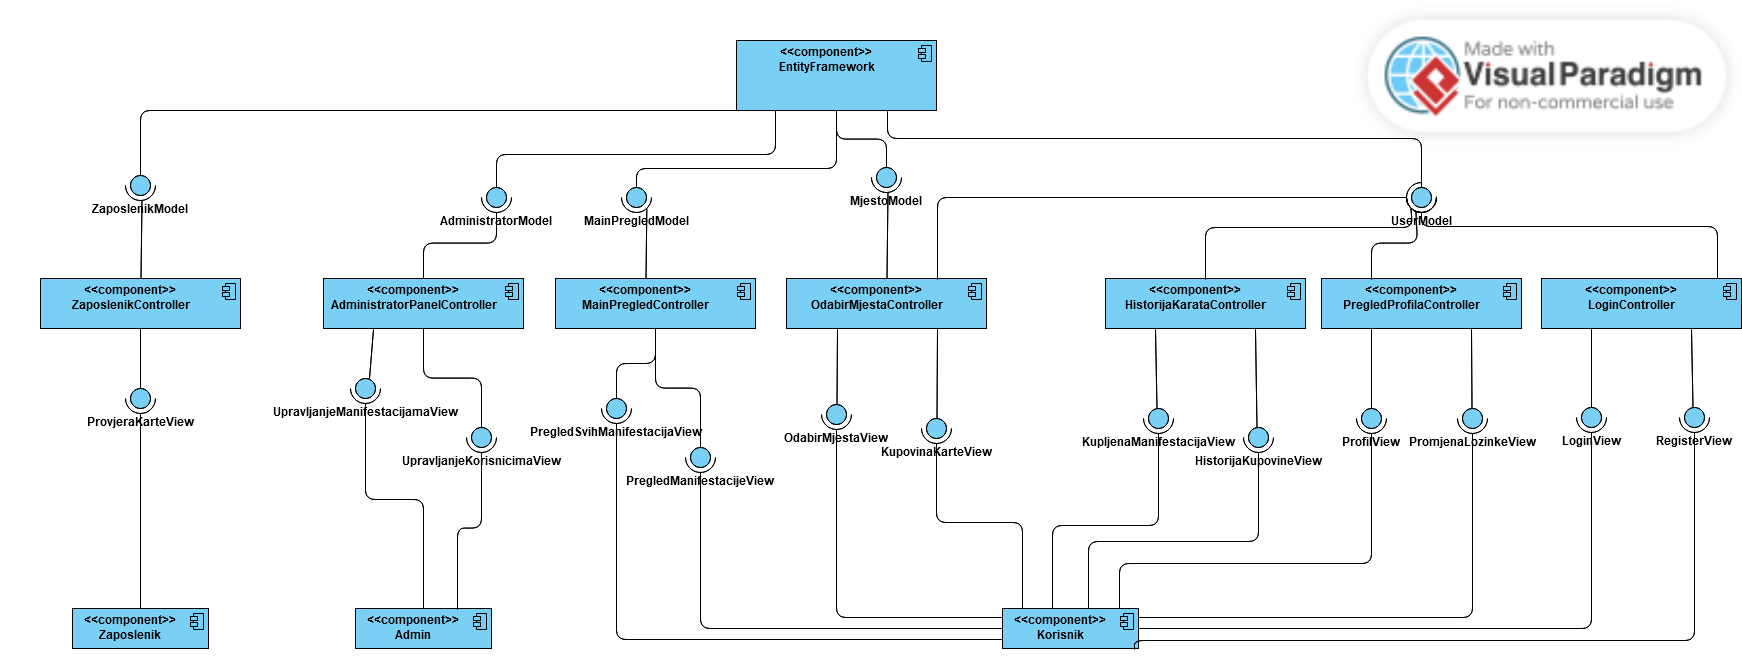 <<component>>
EntityFramework
Made with
Visual Paradigm
For non-commercial use
ZaposlenikModel
AdministratorModel
MainPregledModel
MjestoModel
UserModel
<<component>>
ZaposlenikController
<<component>>
AdministratorPanelController
<<component>>
MainPregledController
<<component>>
OdabirMjestaController
<<component>>
HistorijaKarataController
<<component>>
PregledProfilaController
<<component>>
LoginController
ProvjeraKarteView
UpravljanjeManifestacijamaView
UpravljanjeKorisnicimaView
PregledSvihManifestacijaView
PregledManifestacijeView
OdabirMjestaView
KupovinaKarteView
KupljenaManifestacijaView
HistorijaKupovineView
ProfilView
PromjenaLozinkeView
LoginView
RegisterView
<<component>>
Zaposlenik
<<component>>
Admin
<<component>>
Korisnik